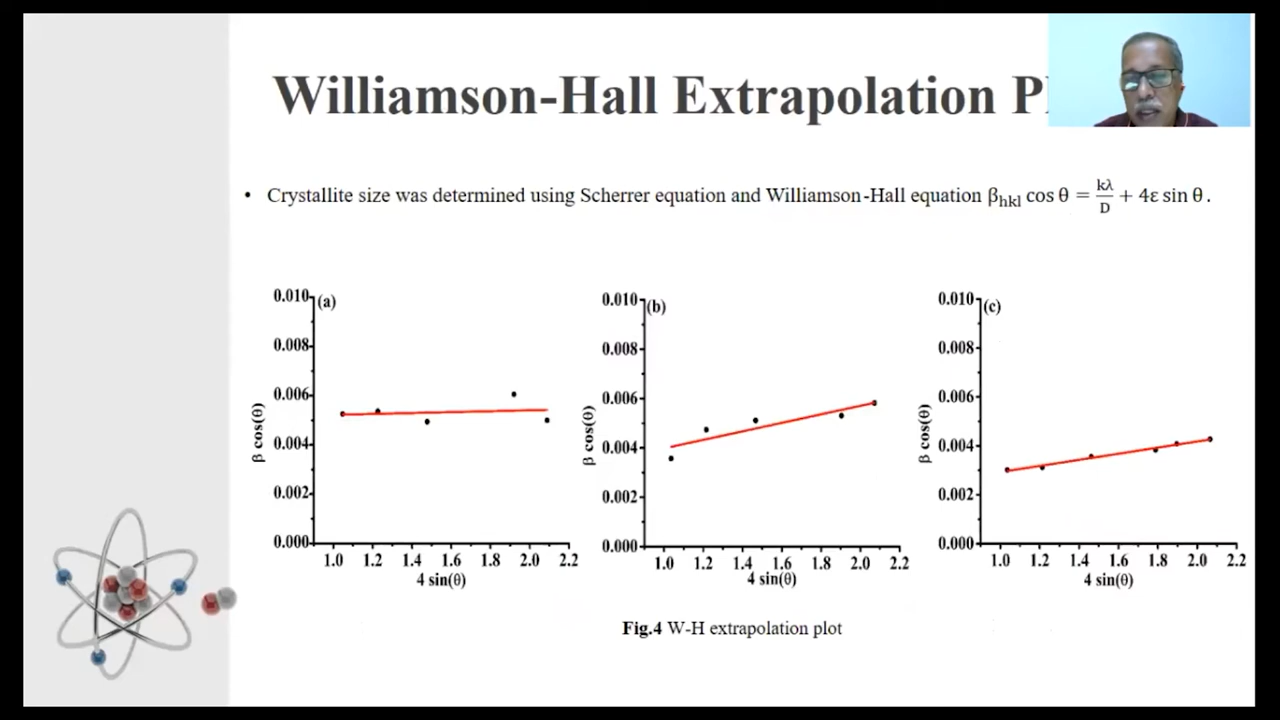 Williamson-Hall Extrapolation
• Crystallite size was determined using Scherrer equation and Williamson-Hall equation β_hkl cos θ = kλ/D + 4ε sin θ.
(a)
0.010
0.008
0.006
0.004
0.002
0.000
β cos(θ)
1.0 1.2 1.4 1.6 1.8 2.0 2.2
4 sin(θ)
(b)
0.010
0.008
0.006
0.004
0.002
0.000
β cos(θ)
1.0 1.2 1.4 1.6 1.8 2.0 2.2
4 sin(θ)
(c)
0.010
0.008
0.006
0.004
0.002
0.000
β cos(θ)
1.0 1.2 1.4 1.6 1.8 2.0 2.2
4 sin(θ)
Fig.4 W-H extrapolation plot